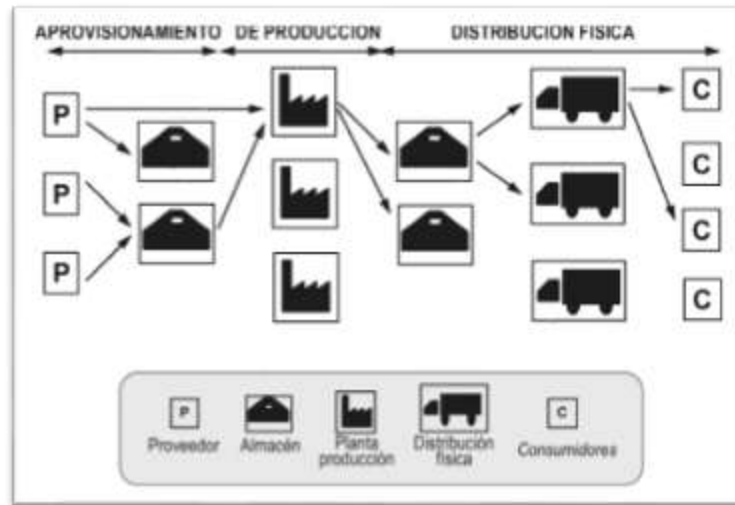 APROVISIONAMIENTO DE PRODUCCION DISTRIBUCION FISICA
P
P
P
C
C
C
C
P
Proveedor
Almacén
Planta
producción
Distribución
física
C
Consumidores